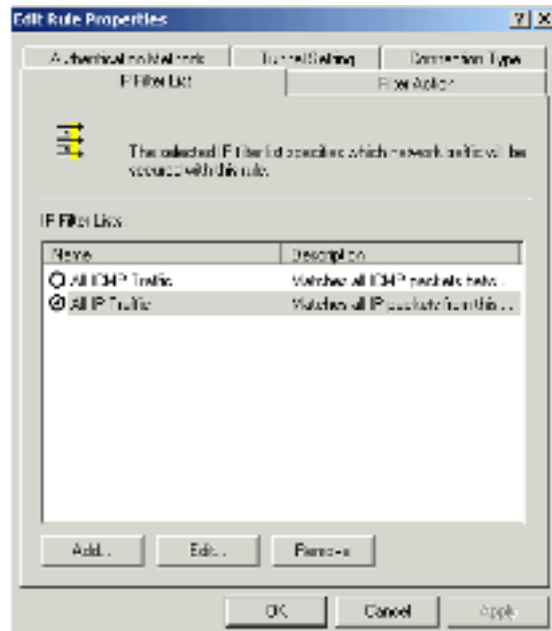 Edit Rule Properties
Authentication Methods Tunnel Setting Connection Type
IP Filter List Filter Action
The selected IP filter list specifies which network traffic will be
secured with this rule.
IP Filter Lists:
Name Description
All ICMP Traffic Matches all ICMP packets betw...
All IP Traffic Matches all IP packets from this ...
Add... Edit... Remove
OK Cancel Apply